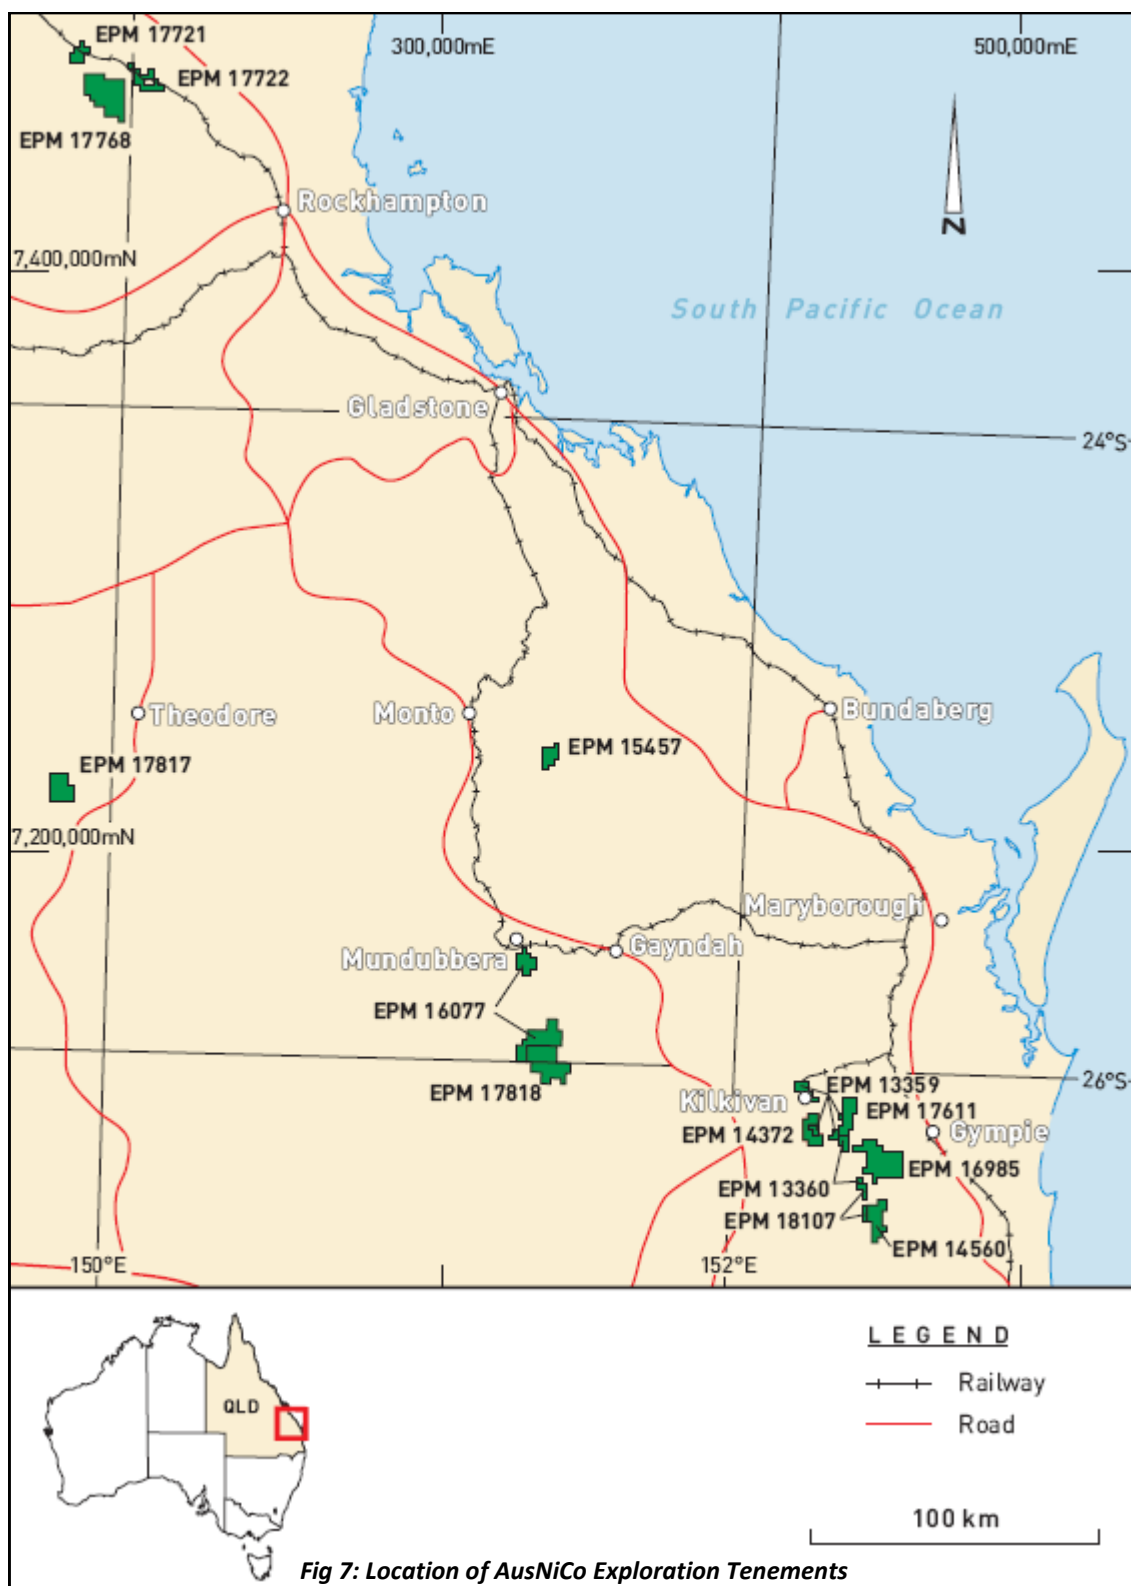 EPM 17721
300,000mE
500,000mE
EPM 17722
EPM 17768
Rockhampton
N
7,400,000mN
South Pacific Ocean
Gladstone
24°S
Theodore
Monto
Bundaberg
EPM 15457
EPM 17817
7,200,000mN
Maryborough
Mundubbera
Gayndah
EPM 16077
EPM 17818
26°S
EPM 13359
Kilkivan
EPM 17611
EPM 14372
Gympie
EPM 16985
EPM 13360
EPM 18107
EPM 14560
150°E
152°E
LEGEND
Railway
QLD
Road
100 km
Fig 7: Location of AusNiCo Exploration Tenements